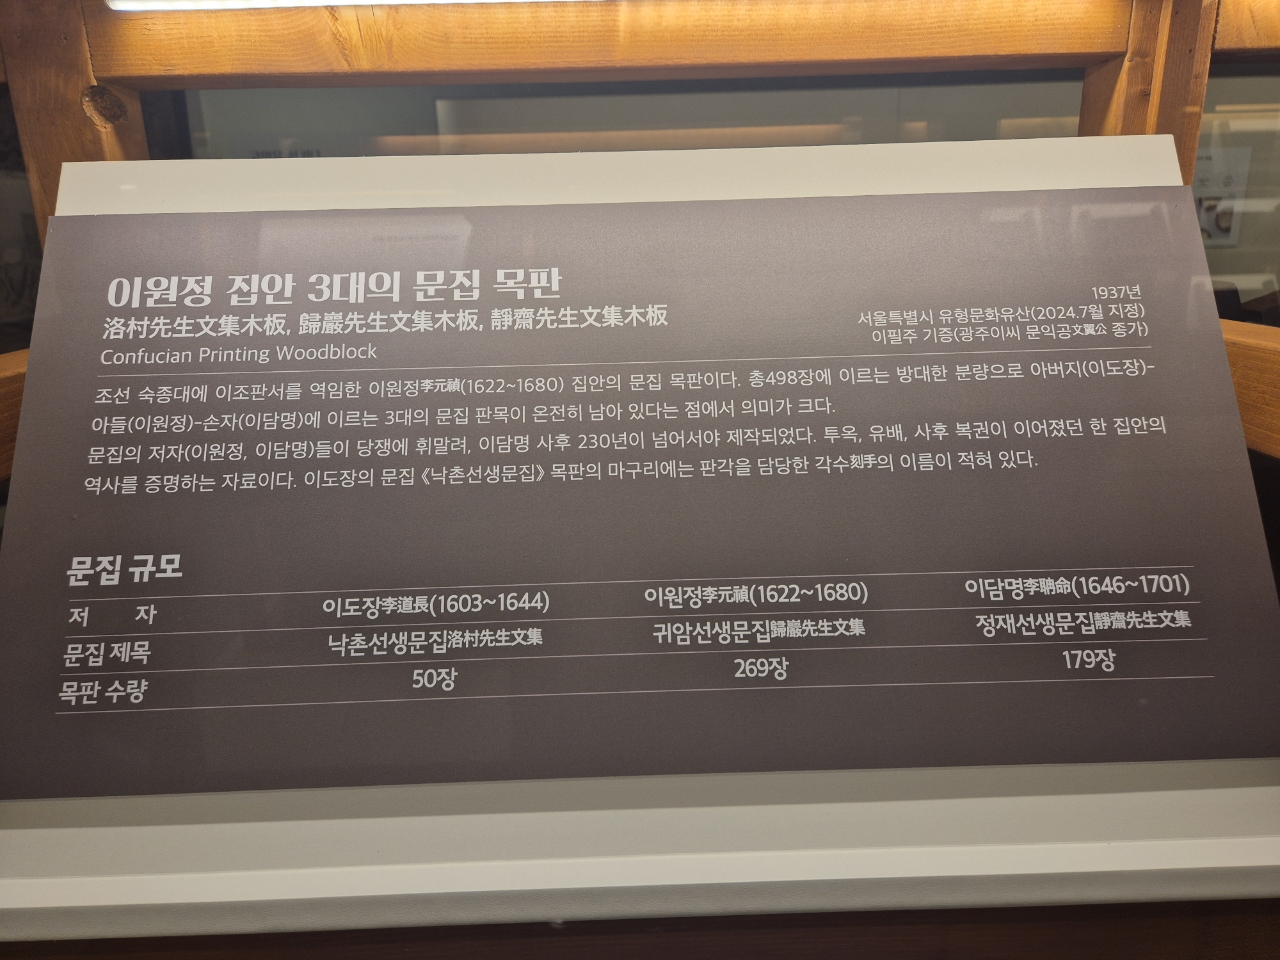 이원정 집안 3대의 문집 목판
洛村先生文集木板, 歸巖先生文集木板, 靜齋先生文集木板
Confucian Printing Woodblock
1937년
서울특별시 유형문화유산(2024.7월 지정)
이필주 기증(광주이씨 문익공文翼公 종가)
조선 숙종대에 이조판서를 역임한 이원정李元禎(1622~1680) 집안의 문집 목판이다. 총498장에 이르는 방대한 분량으로 아버지(이도장)-
아들(이원정)-손자(이담명)에 이르는 3대의 문집 판목이 온전히 남아 있다는 점에서 의미가 크다.
문집의 저자(이원정, 이담명)들이 당쟁에 휘말려, 이담명 사후 230년이 넘어서야 제작되었다. 투옥, 유배, 사후 복권이 이어졌던 한 집안의
역사를 증명하는 자료이다. 이도장의 문집 《낙촌선생문집》 목판의 마구리에는 판각을 담당한 각수刻手의 이름이 적혀 있다.
문집 규모
저 자 이도장李道長(1603~1644) 이원정李元禎(1622~1680) 이담명李聃命(1646~1701)
문집 제목 낙촌선생문집洛村先生文集 귀암선생문집歸巖先生文集 정재선생문집靜齋先生文集
목판 수량 50장 269장 179장